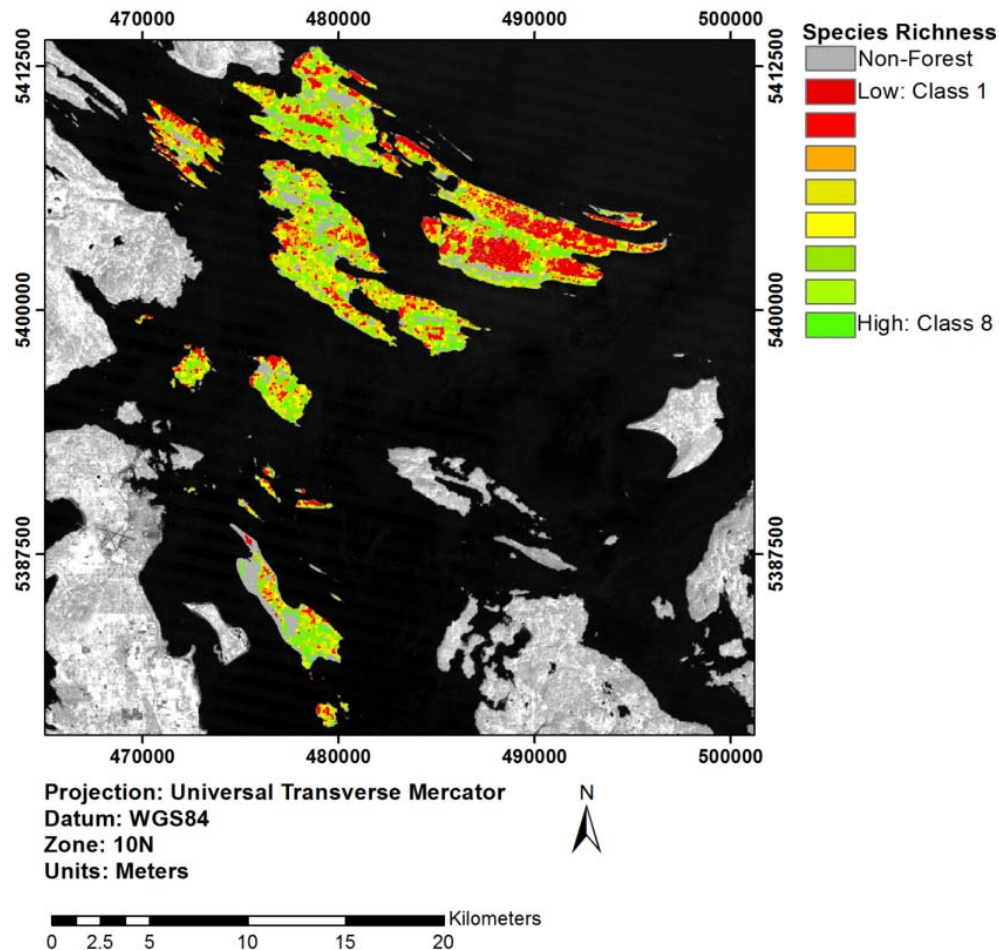 470000 480000 490000 500000
Species Richness
Non-Forest
Low: Class 1
High: Class 8
5412500 5412500
5400000 5400000
5387500 5387500
470000 480000 490000 500000
Projection: Universal Transverse Mercator
Datum: WGS84
Zone: 10N
Units: Meters
N
Kilometers
0 2.5 5 10 15 20